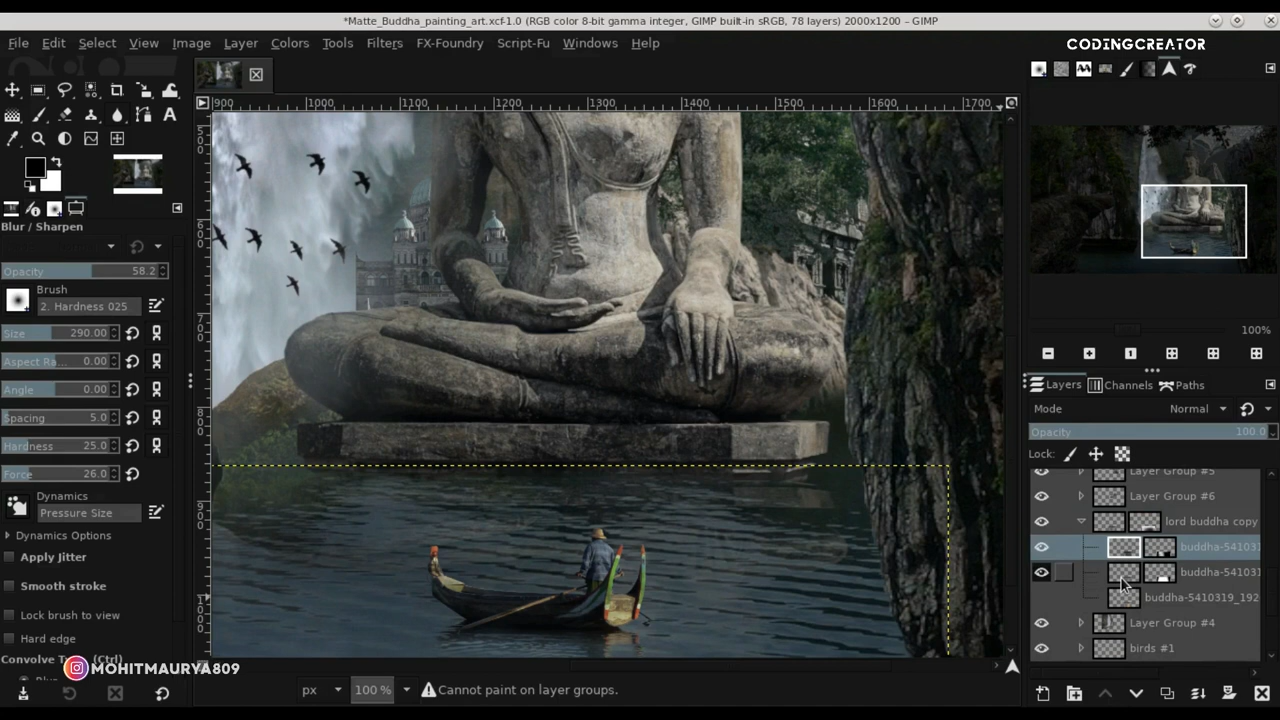 *Matte_Buddha_painting_art.xcf-1.0 (RGB color 8-bit gamma integer, GIMP built-in sRGB, 78 layers) 2000x1200 – GIMP
File Edit Select View Image Layer Colors Tools Filters FX-Foundry Script-Fu Windows Help
CODINGCREATOR
900 1000 1100 1200 1300 1400 1500 1600 1700
Blur / Sharpen
Opacity 58.2
Brush
2. Hardness 025
Size 290.00
Aspect Ra... 0.00
Angle 0.00
Spacing 5.0
Hardness 25.0
Force 26.0
Dynamics
Pressure Size
Dynamics Options
Apply Jitter
Smooth stroke
Lock brush to view
Hard edge
Convolve Type (Ctrl)
MOHITMAURYA809
px 100 % Cannot paint on layer groups.
100%
Layers Channels Paths
Mode Normal
Opacity 100.0
Lock:
Layer Group #5
Layer Group #6
lord buddha copy
buddha-541031
buddha-541031
buddha-5410319_192
Layer Group #4
birds #1